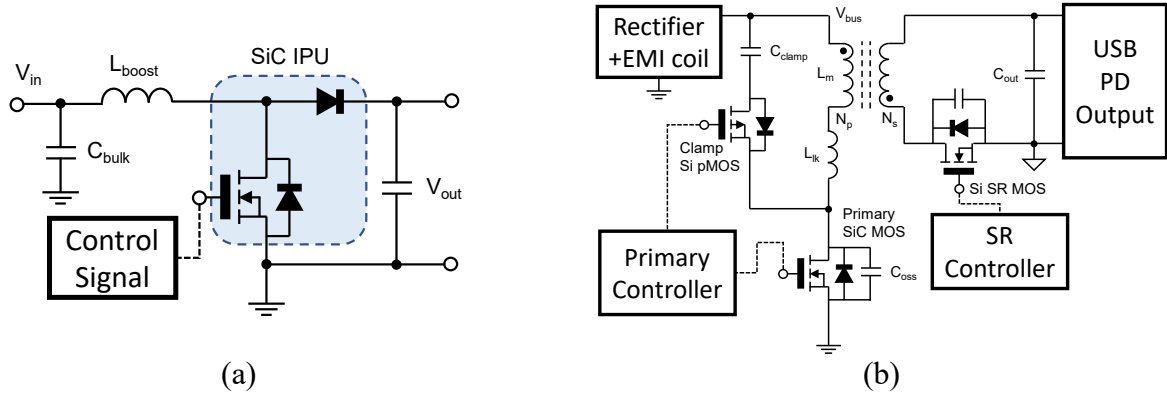 SiC IPU
L_boost
V_in
C_bulk
V_out
Control
Signal
(a)
Rectifier
+EMI coil
V_bus
C_clamp
L_m
N_p
N_s
L_lk
Clamp
Si pMOS
Primary
SiC MOS
C_oss
Primary
Controller
C_out
Si SR MOS
SR
Controller
USB
PD
Output
(b)